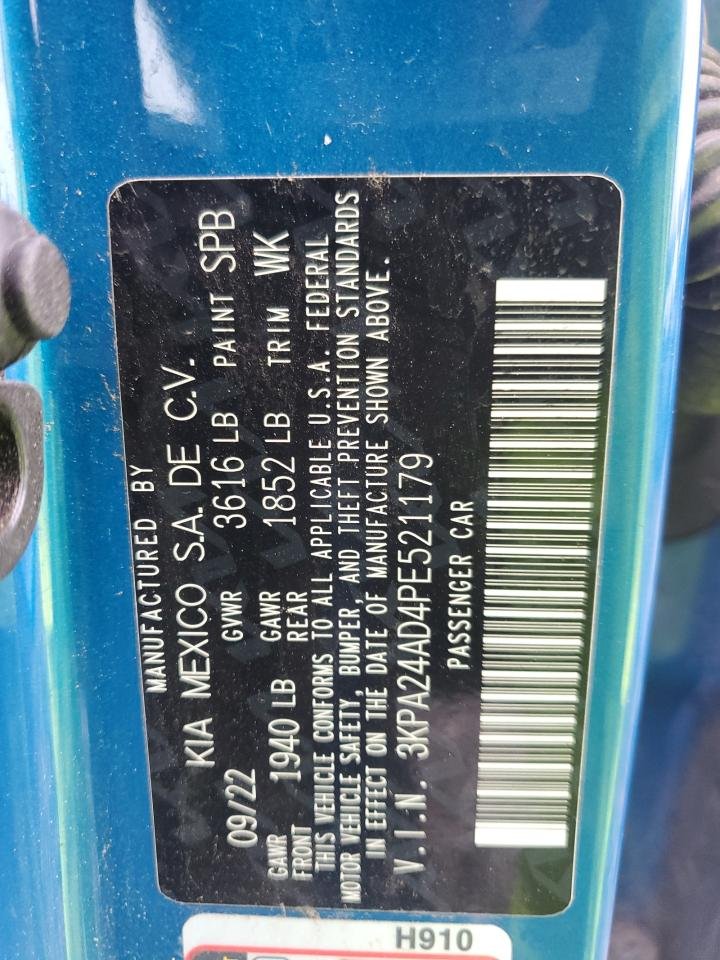 MANUFACTURED BY
KIA MEXICO S.A. DE C.V.
09/22 GVWR 3616 LB PAINT SPB
GAWR FRONT 1940 LB GAWR REAR 1852 LB TRIM WK
THIS VEHICLE CONFORMS TO ALL APPLICABLE U.S.A. FEDERAL
MOTOR VEHICLE SAFETY, BUMPER, AND THEFT PREVENTION STANDARDS
IN EFFECT ON THE DATE OF MANUFACTURE SHOWN ABOVE.
V.I.N. 3KPA24AD4PE521179
PASSENGER CAR
H910